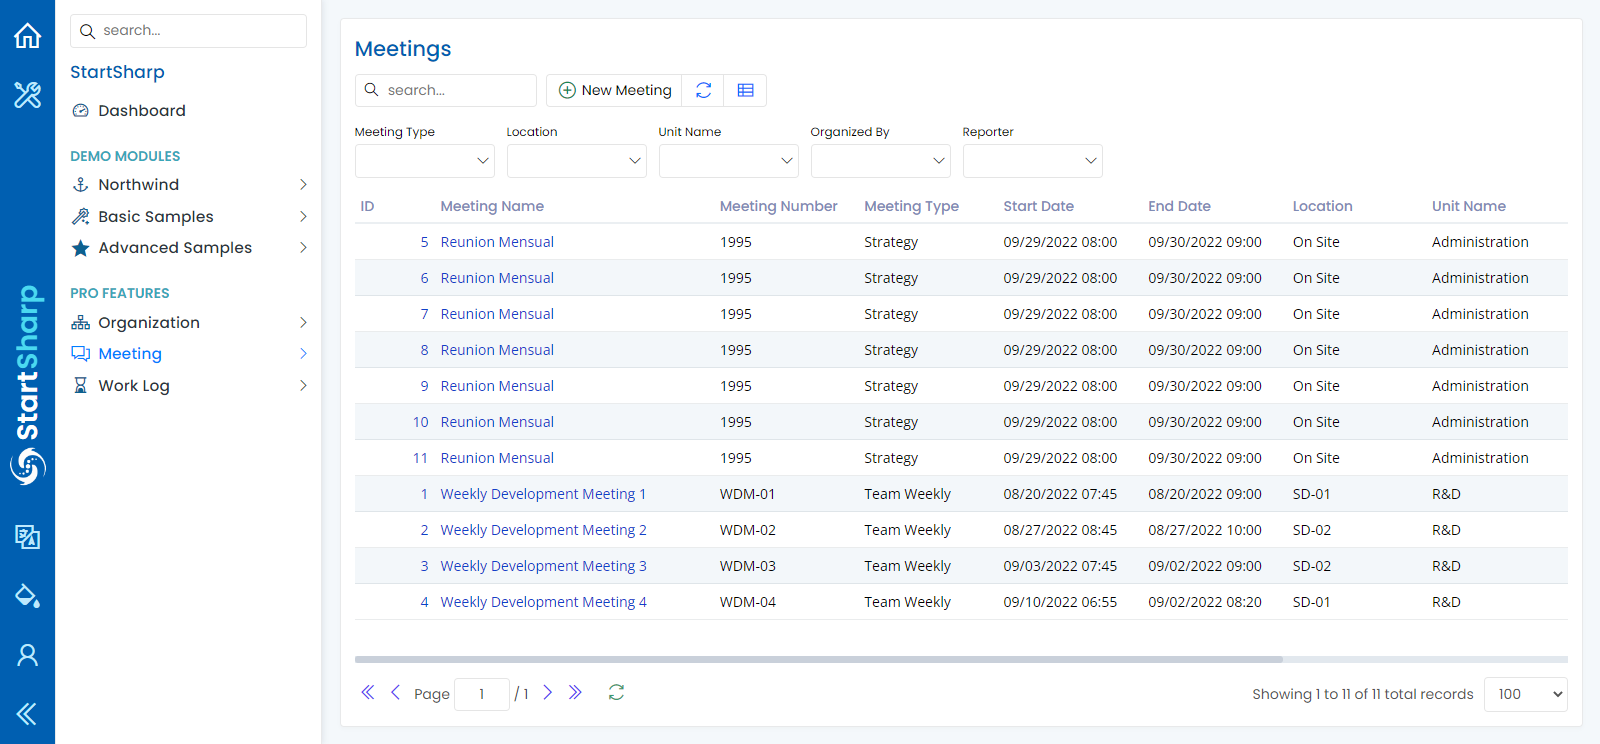 search...
StartSharp
Dashboard
DEMO MODULES
Northwind
Basic Samples
Advanced Samples
PRO FEATURES
Organization
Meeting
Work Log
StartSharp
Meetings
search...
New Meeting
Meeting Type Location Unit Name Organized By Reporter
ID Meeting Name Meeting Number Meeting Type Start Date End Date Location Unit Name
5 Reunion Mensual 1995 Strategy 09/29/2022 08:00 09/30/2022 09:00 On Site Administration
6 Reunion Mensual 1995 Strategy 09/29/2022 08:00 09/30/2022 09:00 On Site Administration
7 Reunion Mensual 1995 Strategy 09/29/2022 08:00 09/30/2022 09:00 On Site Administration
8 Reunion Mensual 1995 Strategy 09/29/2022 08:00 09/30/2022 09:00 On Site Administration
9 Reunion Mensual 1995 Strategy 09/29/2022 08:00 09/30/2022 09:00 On Site Administration
10 Reunion Mensual 1995 Strategy 09/29/2022 08:00 09/30/2022 09:00 On Site Administration
11 Reunion Mensual 1995 Strategy 09/29/2022 08:00 09/30/2022 09:00 On Site Administration
1 Weekly Development Meeting 1 WDM-01 Team Weekly 08/20/2022 07:45 08/20/2022 09:00 SD-01 R&D
2 Weekly Development Meeting 2 WDM-02 Team Weekly 08/27/2022 08:45 08/27/2022 10:00 SD-02 R&D
3 Weekly Development Meeting 3 WDM-03 Team Weekly 09/03/2022 07:45 09/02/2022 09:00 SD-02 R&D
4 Weekly Development Meeting 4 WDM-04 Team Weekly 09/10/2022 06:55 09/02/2022 08:20 SD-01 R&D
Page 1 / 1
Showing 1 to 11 of 11 total records 100